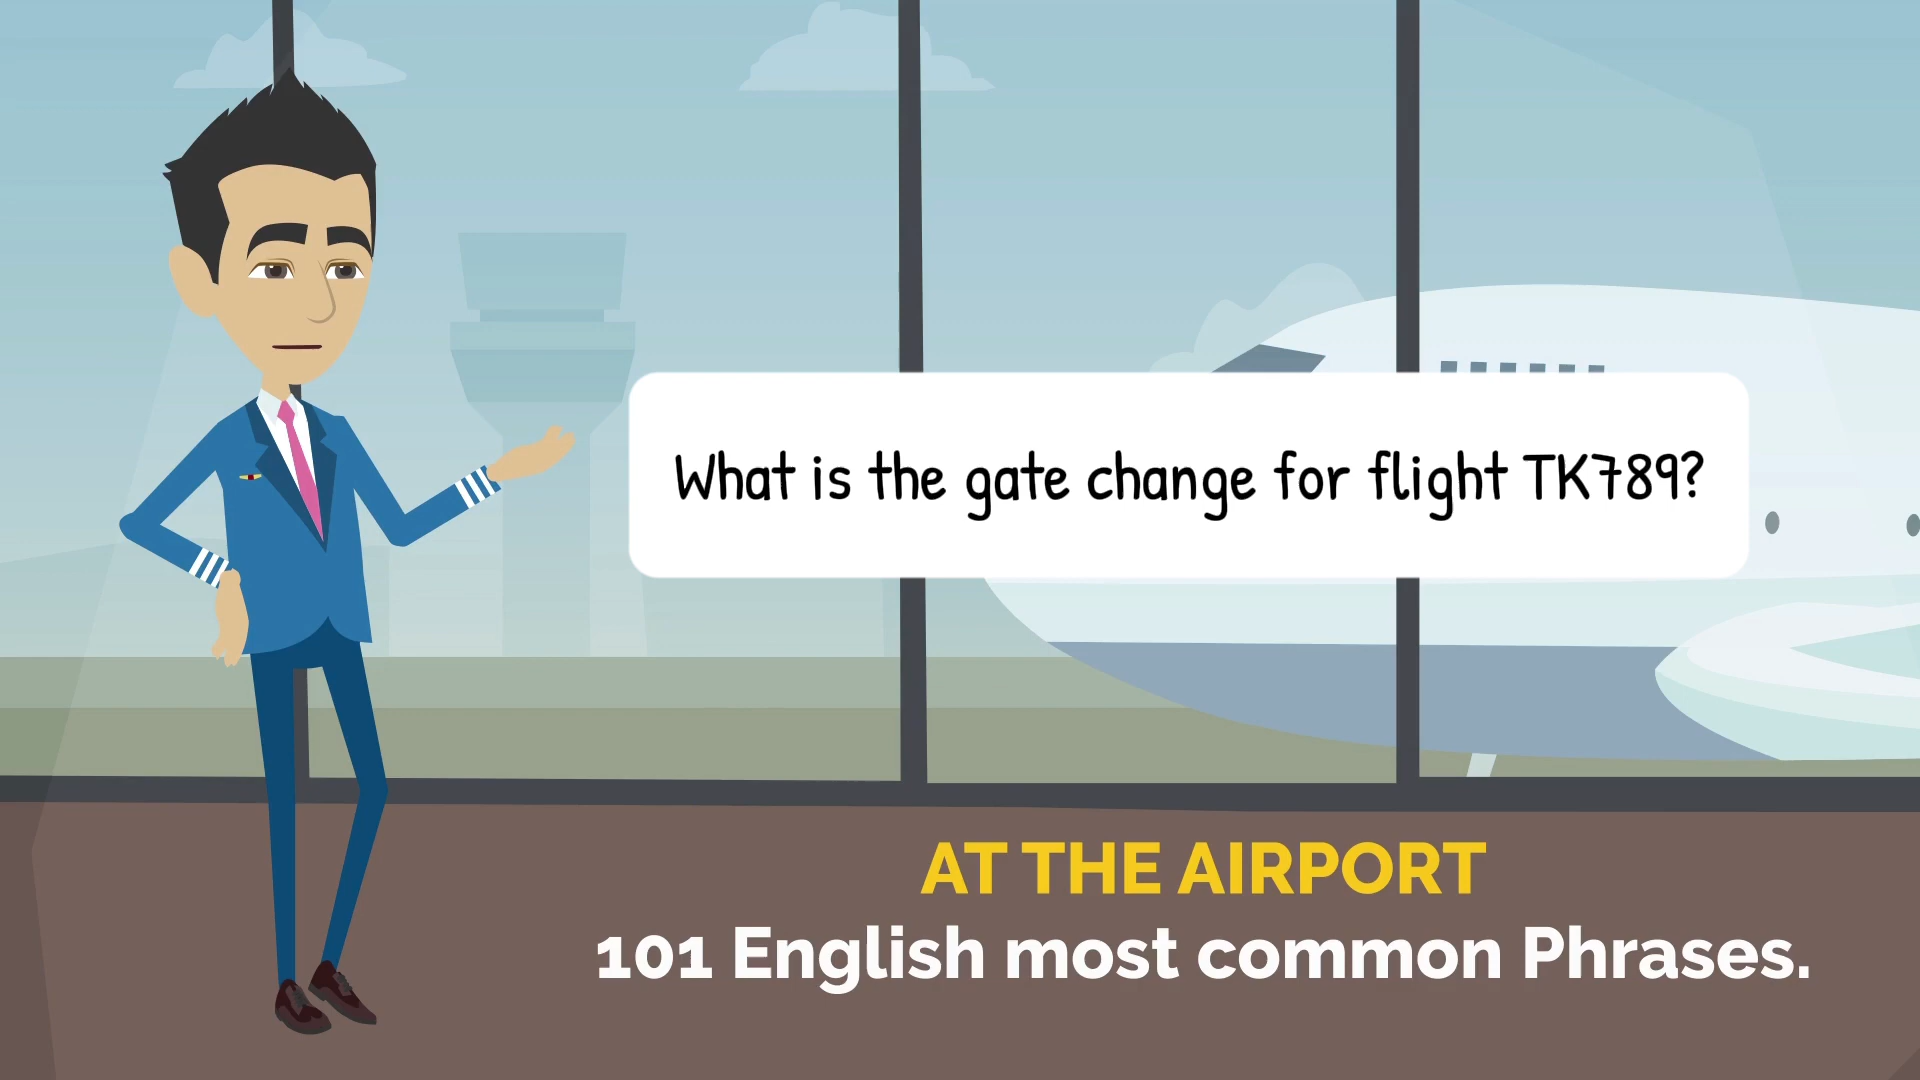 What is the gate change for flight TK789?
AT THE AIRPORT
101 English most common Phrases.